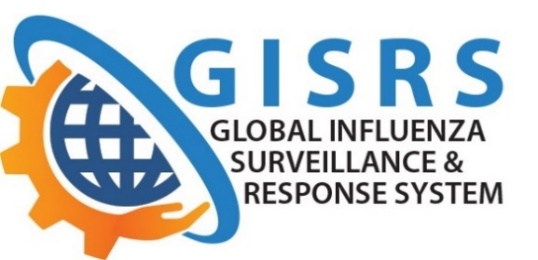 GISRS
GLOBAL INFLUENZA
SURVEILLANCE &
RESPONSE SYSTEM